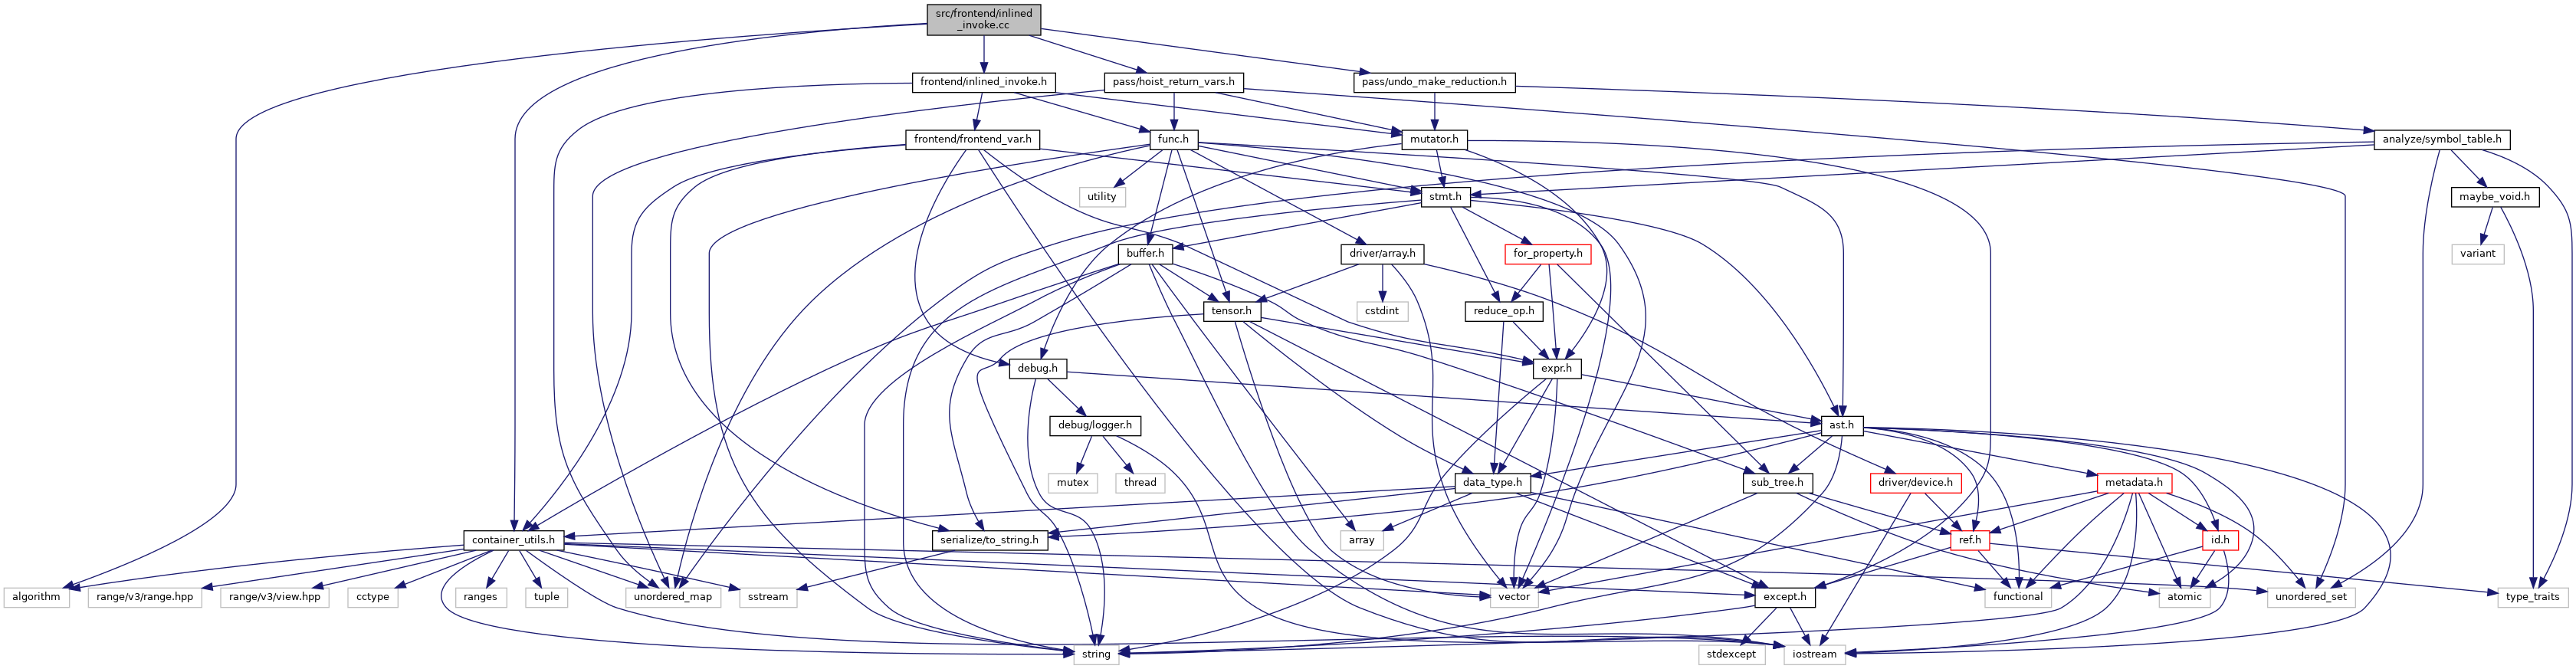 src/frontend/inlined
_invoke.cc
frontend/inlined_invoke.h
pass/hoist_return_vars.h
pass/undo_make_reduction.h
frontend/frontend_var.h
func.h
mutator.h
analyze/symbol_table.h
utility
stmt.h
maybe_void.h
buffer.h
driver/array.h
for_property.h
variant
tensor.h
cstdint
reduce_op.h
debug.h
expr.h
debug/logger.h
ast.h
mutex
thread
data_type.h
sub_tree.h
driver/device.h
metadata.h
container_utils.h
serialize/to_string.h
array
ref.h
id.h
algorithm
range/v3/range.hpp
range/v3/view.hpp
cctype
ranges
tuple
unordered_map
sstream
vector
except.h
functional
atomic
unordered_set
type_traits
string
stdexcept
iostream